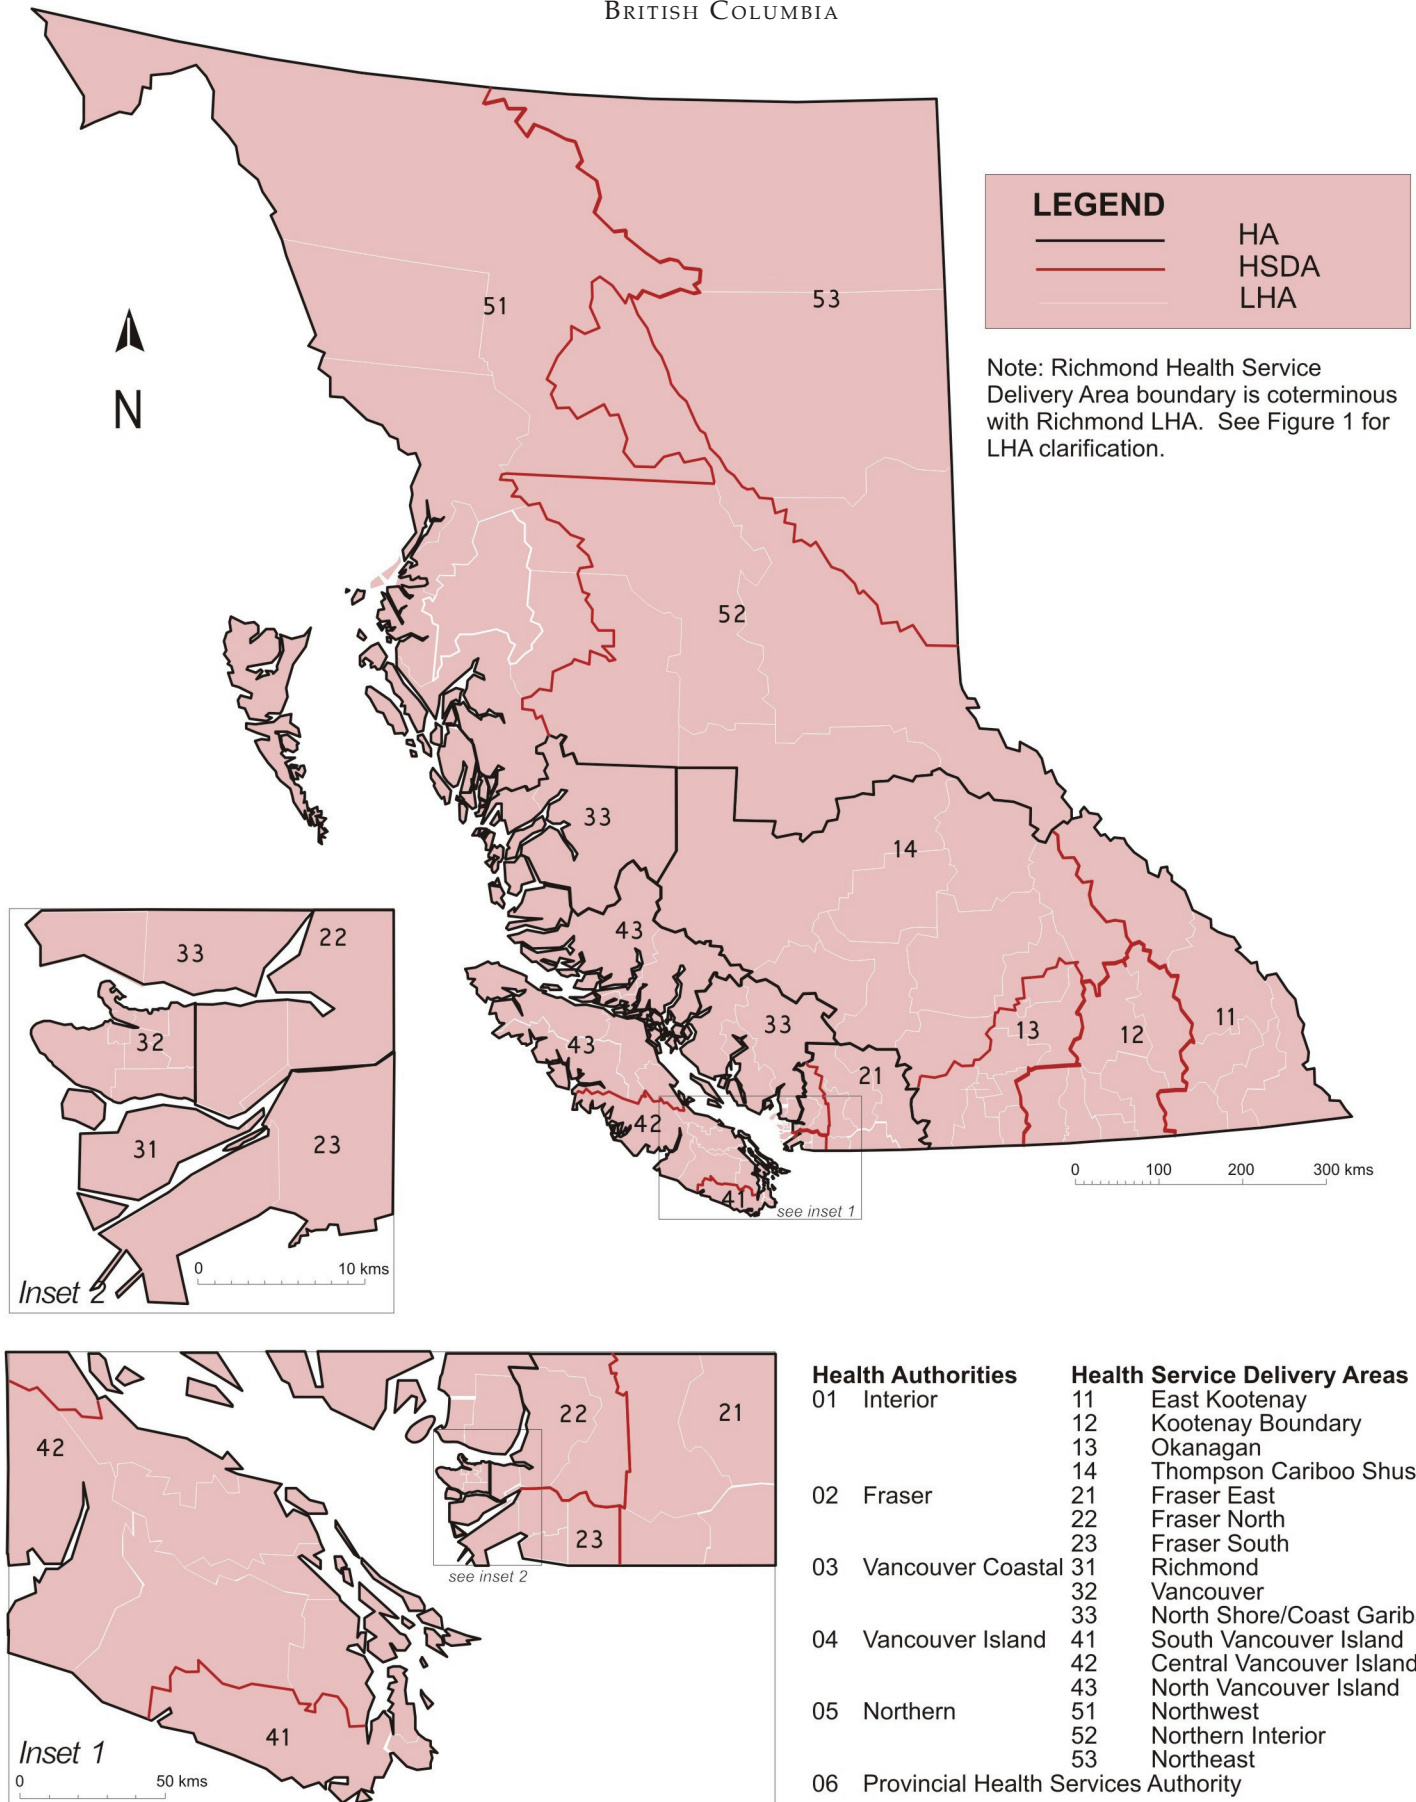 BRITISH COLUMBIA
LEGEND
HA
HSDA
LHA
Note: Richmond Health Service
Delivery Area boundary is coterminous
with Richmond LHA. See Figure 1 for
LHA clarification.
N
51
53
52
33
14
43
33
43
13
12
11
21
42
41
see inset 1
0 100 200 300 kms
33
22
32
31
23
0 10 kms
Inset 2
42
22
21
23
see inset 2
41
Inset 1
0 50 kms
Health Authorities Health Service Delivery Areas
01 Interior 11 East Kootenay
12 Kootenay Boundary
13 Okanagan
14 Thompson Cariboo Shus
02 Fraser 21 Fraser East
22 Fraser North
23 Fraser South
03 Vancouver Coastal 31 Richmond
32 Vancouver
33 North Shore/Coast Garib
04 Vancouver Island 41 South Vancouver Island
42 Central Vancouver Island
43 North Vancouver Island
05 Northern 51 Northwest
52 Northern Interior
53 Northeast
06 Provincial Health Services Authority